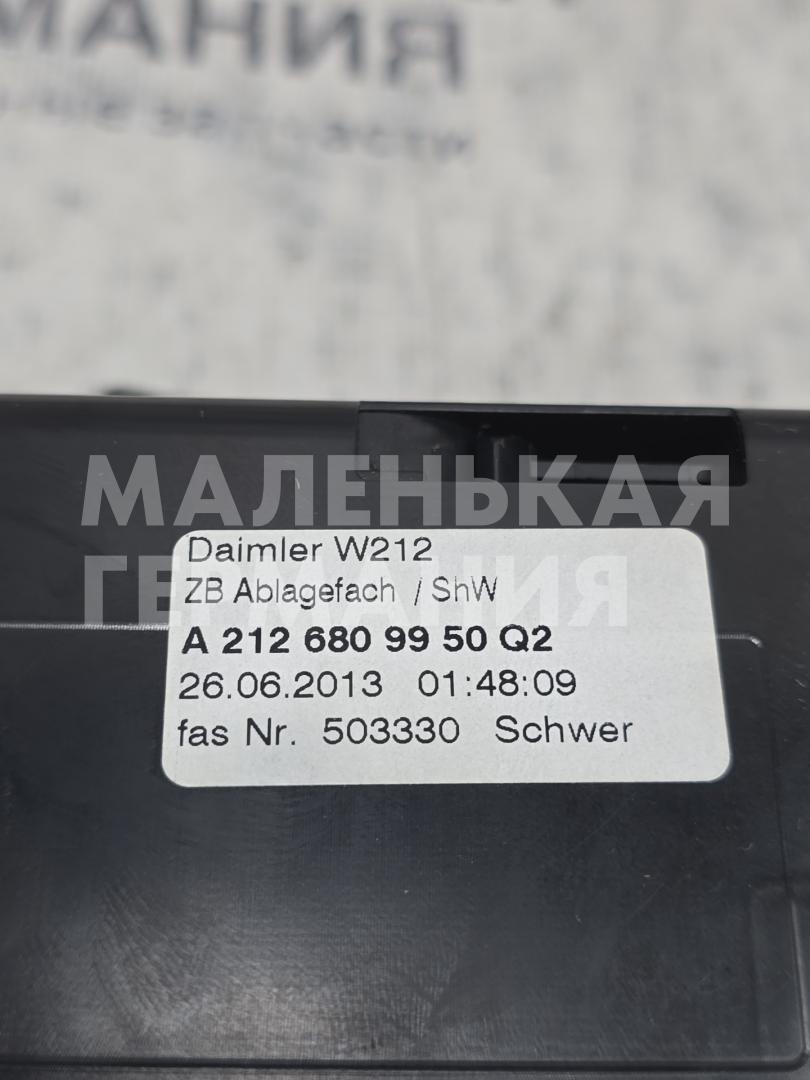 МАНИЯ
МАЛЕНЬКАЯ
ГЕРМАНИЯ
Daimler W212
ZB Ablagefach / ShW
A 212 680 99 50 Q2
26.06.2013 01:48:09
fas Nr. 503330 Schwer